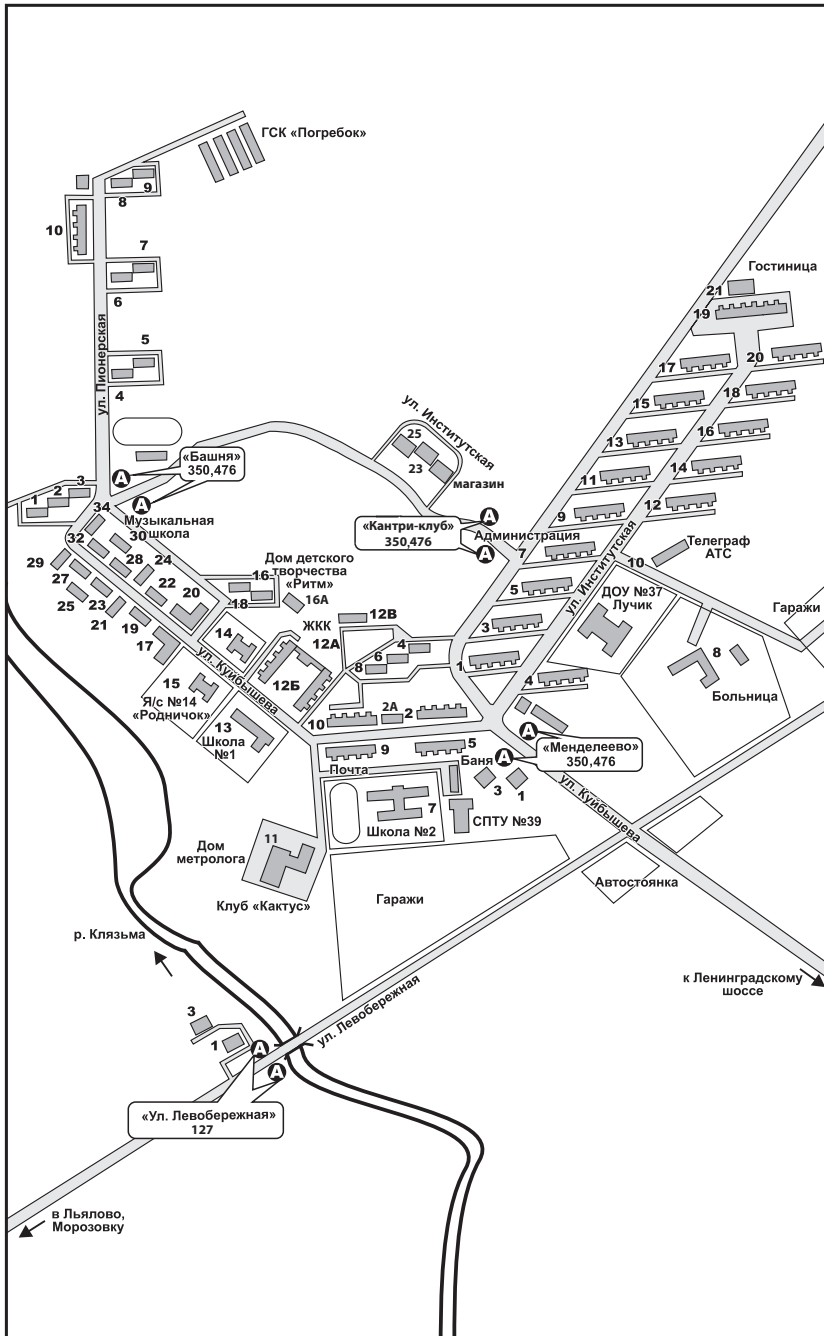 ГСК «Погребок»
9
8
10
7
6
5
4
ул. Пионерская
Гостиница
21
19
17
20
15
18
13
16
11
14
9
12
7
5
3
1
ул. Институтская
25
23
магазин
ул. Институтская
«Башня»
350,476
«Кантри-клуб»
350,476
Администрация
А
А
А
А
3
2
1
34
Музыкальная
школа
32
30
29
28
24
27
22
25
23
20
21
19
17
16
18
Дом детского
творчества
«Ритм»
16А
Телеграф
АТС
10
ДОУ №37
Лучик
Гаражи
8
Больница
4
12В
ЖКК
12А
4
6
8
14
12Б
ул. Куйбышева
15
Я/с №14
«Родничок»
13
Школа
№1
10
2А
2
9
5
Почта
Баня
3
1
А
А
«Менделеево»
350,476
7
Школа №2
СПТУ №39
ул. Куйбышева
11
Дом
метролога
Клуб «Кактус»
Гаражи
Автостоянка
р. Клязьма
к Ленинградскому
шоссе
ул. Левобережная
3
1
А
А
«Ул. Левобережная»
127
в Льялово,
Морозовку